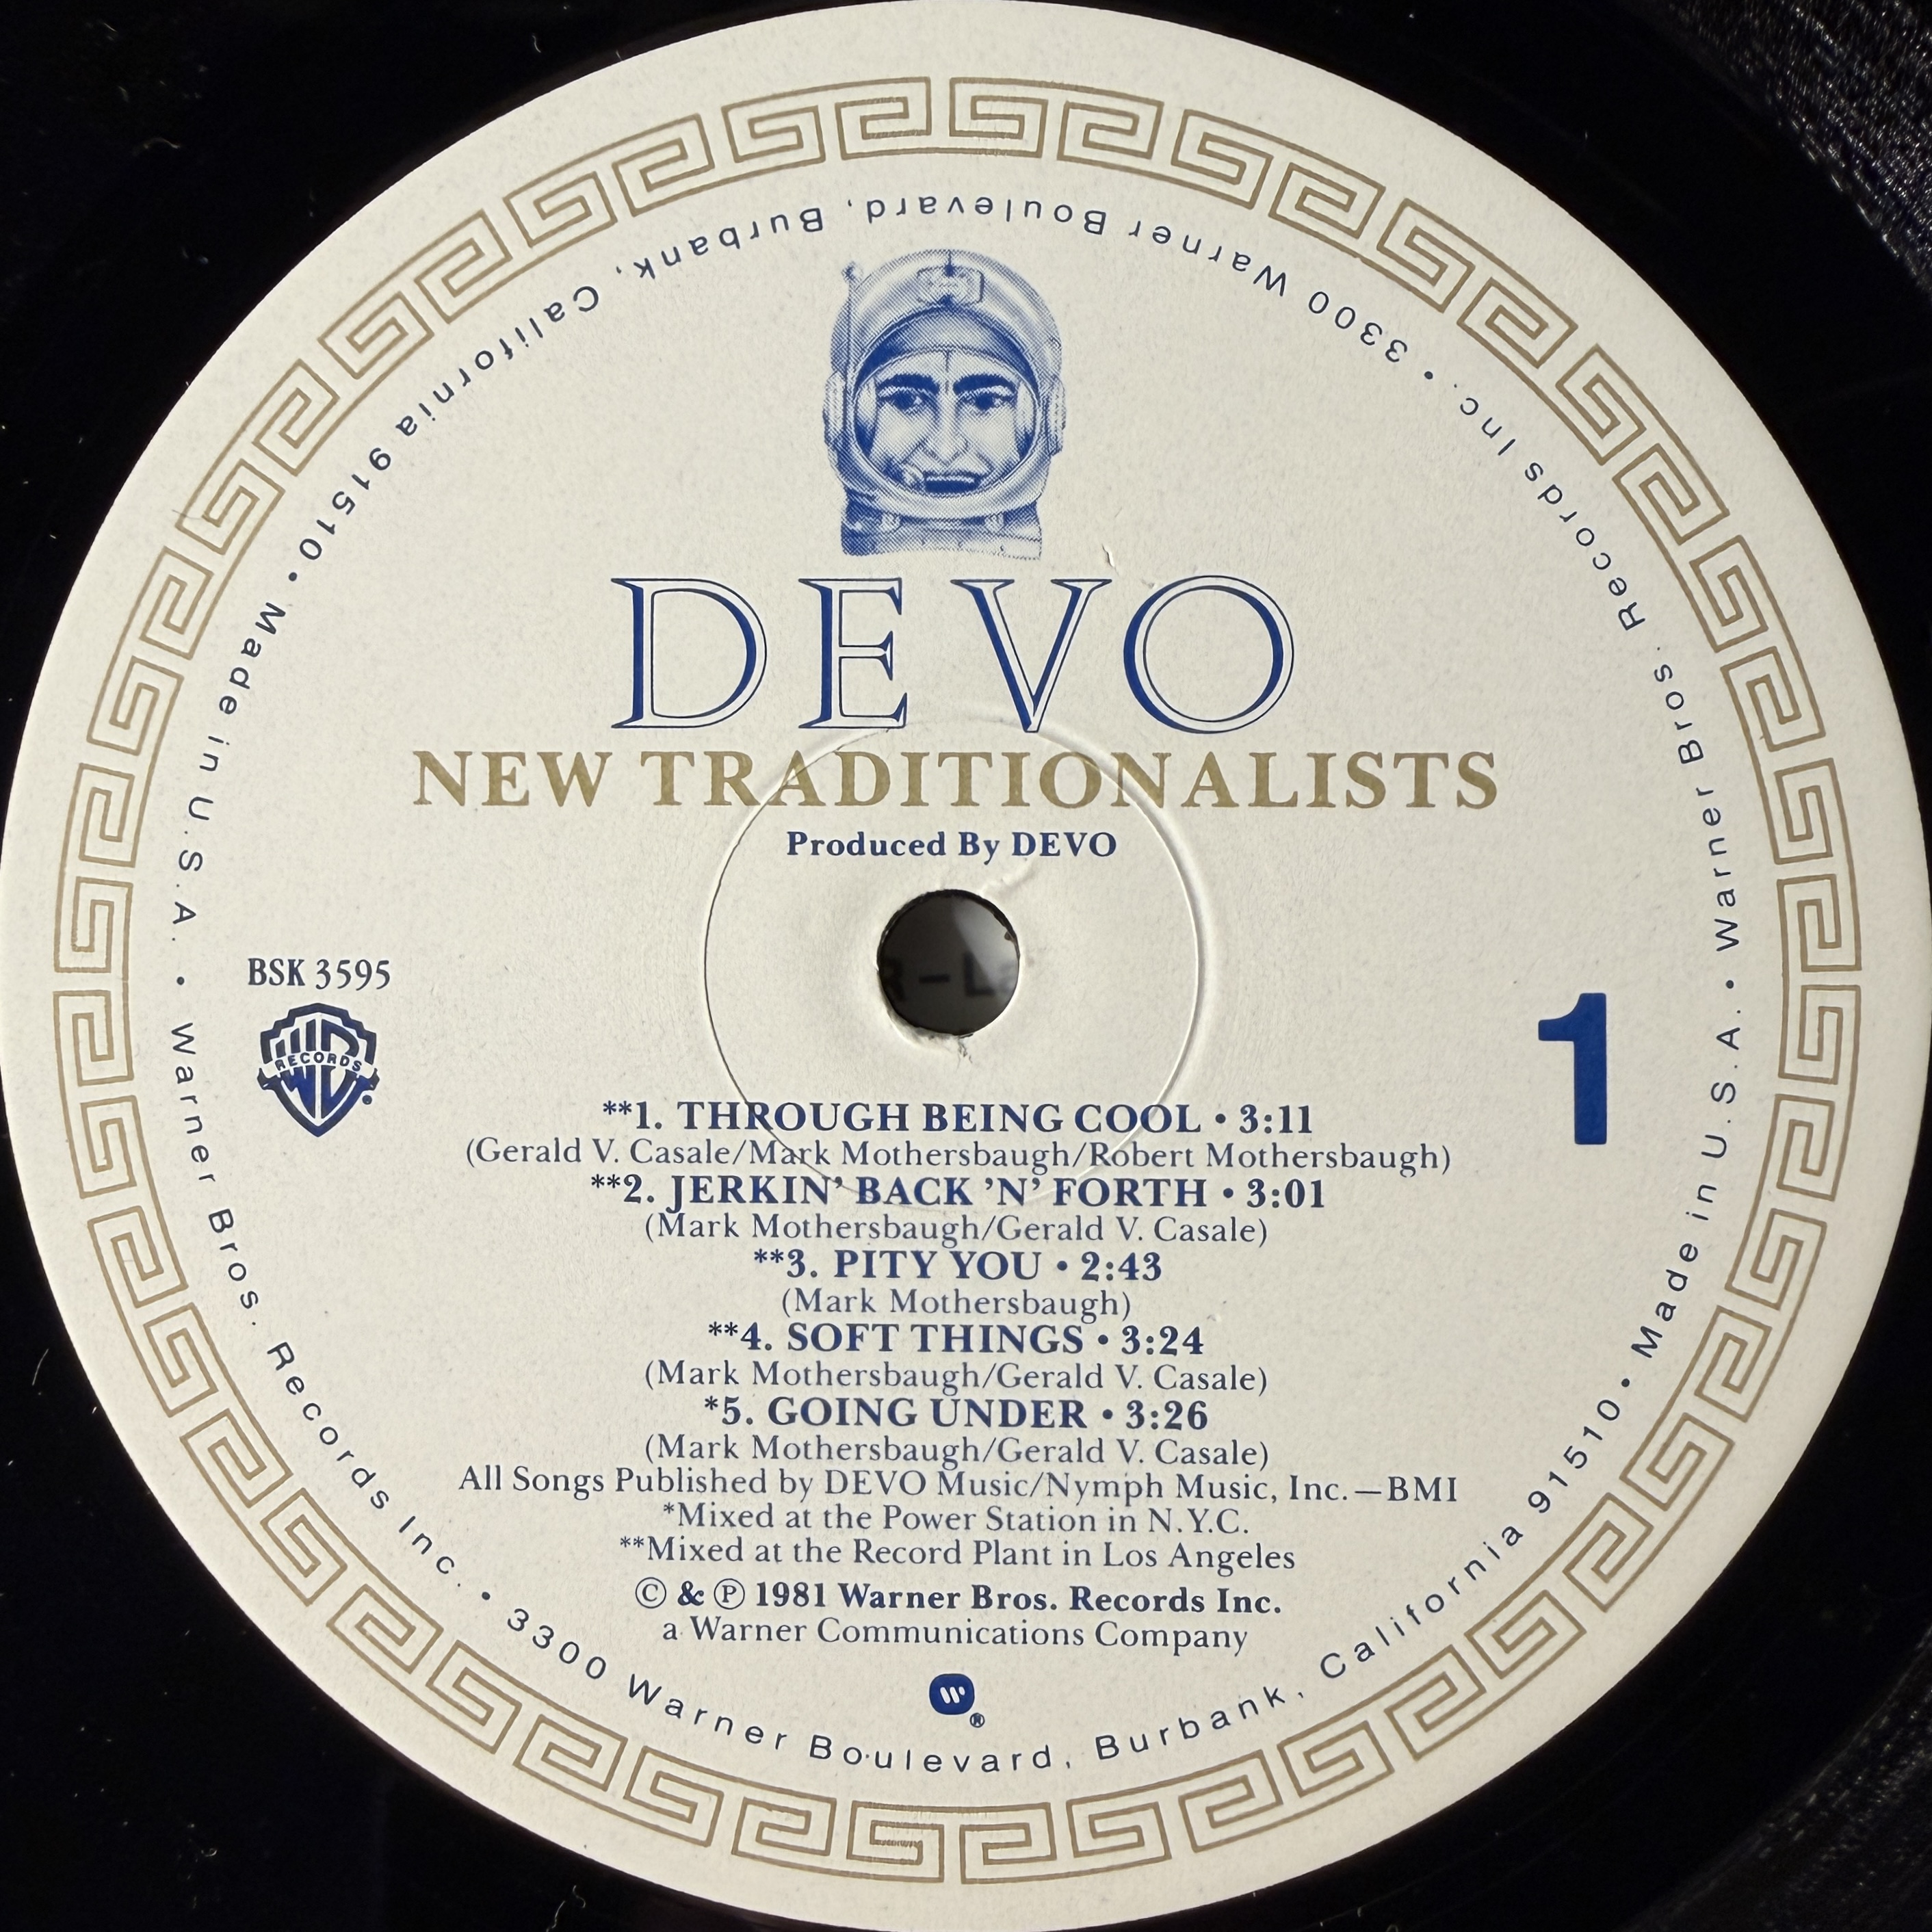 Warner Bros. Records Inc. • 3300 Warner Boulevard, Burbank, California 91510 • Made in U.S.A. • Warner Bros. Records Inc. • 3300 Warner Boulevard, Burbank, California 91510 • Made in U.S.A. •
DEVO
NEW TRADITIONALISTS
Produced By DEVO
BSK 3595
WB
RECORDS
®
1
**1. THROUGH BEING COOL • 3:11
(Gerald V. Casale/Mark Mothersbaugh/Robert Mothersbaugh)
**2. JERKIN’ BACK ’N’ FORTH • 3:01
(Mark Mothersbaugh/Gerald V. Casale)
**3. PITY YOU • 2:43
(Mark Mothersbaugh)
**4. SOFT THINGS • 3:24
(Mark Mothersbaugh/Gerald V. Casale)
*5. GOING UNDER • 3:26
(Mark Mothersbaugh/Gerald V. Casale)
All Songs Published by DEVO Music/Nymph Music, Inc.—BMI
*Mixed at the Power Station in N.Y.C.
**Mixed at the Record Plant in Los Angeles
© & ℗ 1981 Warner Bros. Records Inc.
a Warner Communications Company
®